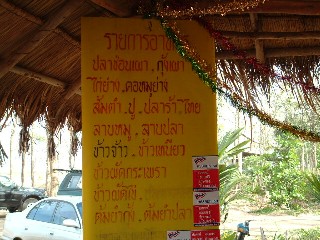 รายการอาหาร
ปลาช่อนเผา , กุ้งเผา
ไก่ย่าง , คอหมูย่าง
ส้มตำ ปู , ปลาร้า ไทย
ลาบหมู , ลาบปลา
ข้าวจ้าว , ข้าวเหนียว
ข้าวผัดกระเพรา
ข้าวผัด
ต้มยำกุ้ง , ต้มยำปลา